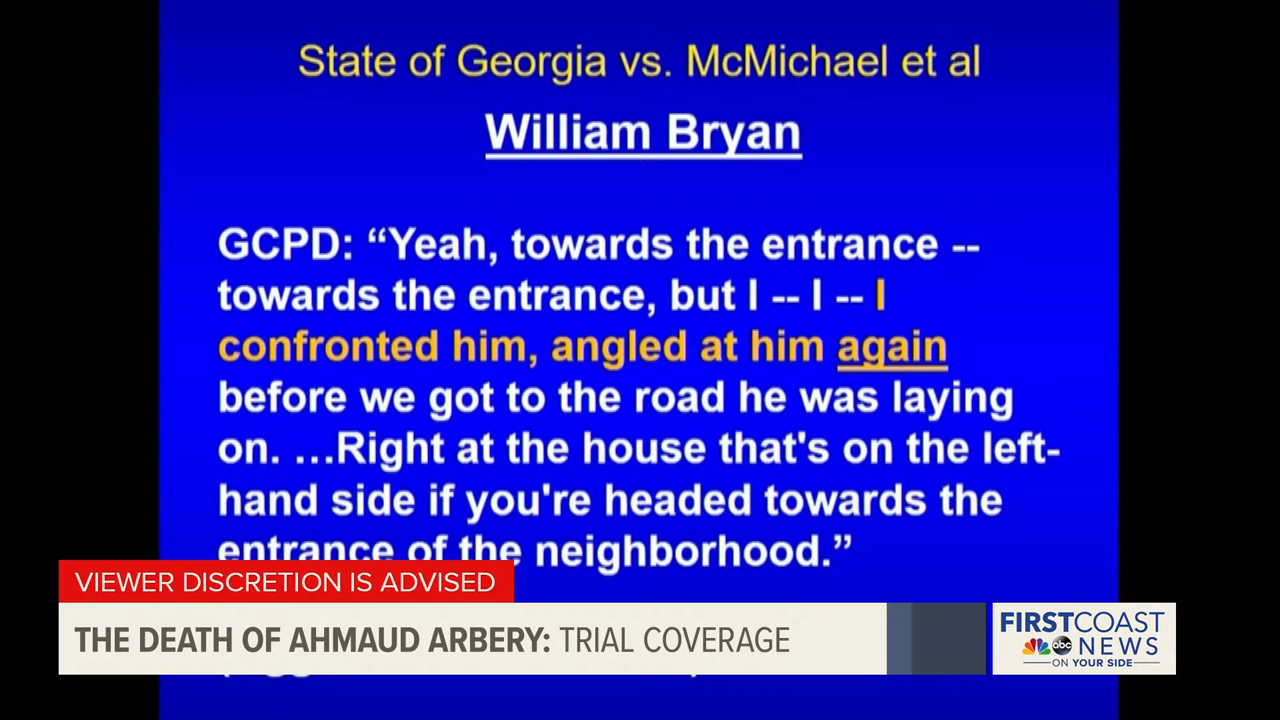 State of Georgia vs. McMichael et al
William Bryan
GCPD: “Yeah, towards the entrance --
towards the entrance, but I -- I -- I
confronted him, angled at him again
before we got to the road he was laying
on. …Right at the house that's on the left-
hand side if you're headed towards the
entrance of the neighborhood.”
VIEWER DISCRETION IS ADVISED
THE DEATH OF AHMAUD ARBERY: TRIAL COVERAGE
FIRST COAST
abc NEWS
ON YOUR SIDE